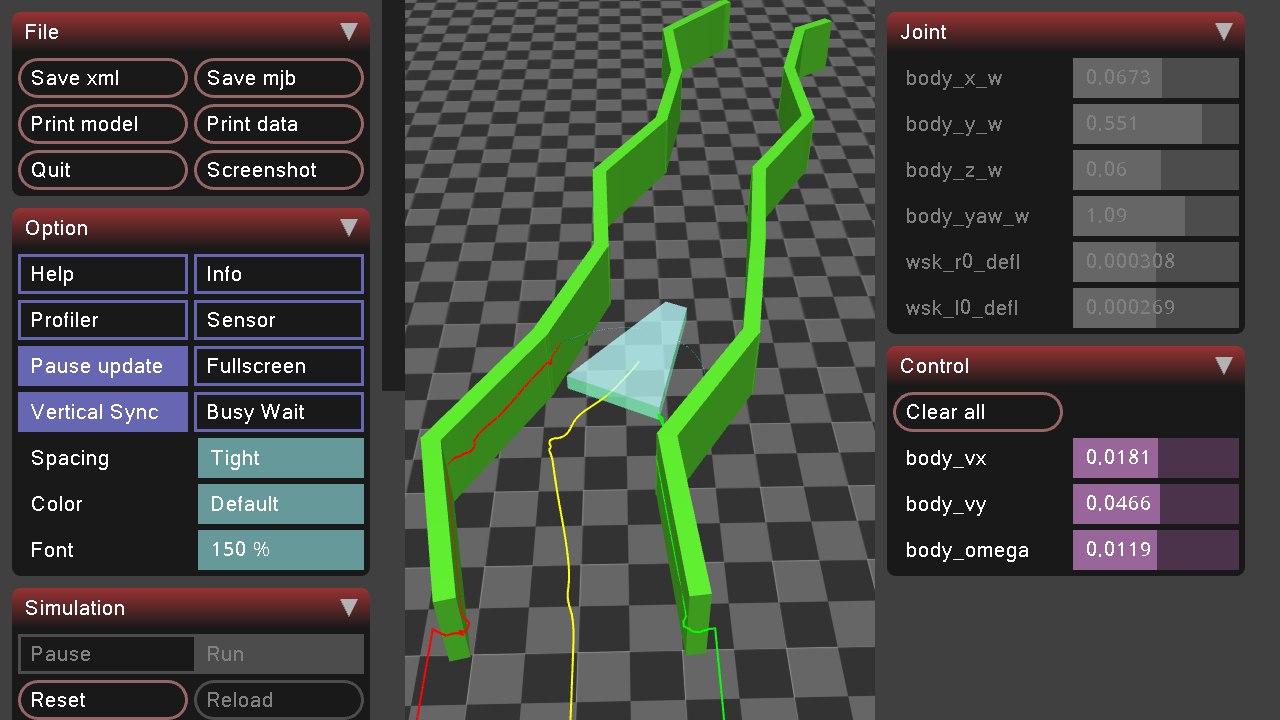 File
Save xml
Save mjb
Print model
Print data
Quit
Screenshot
Option
Help
Info
Profiler
Sensor
Pause update
Fullscreen
Vertical Sync
Busy Wait
Spacing
Tight
Color
Default
Font
150 %
Simulation
Pause
Run
Reset
Reload
Joint
body_x_w
0.0673
body_y_w
0.551
body_z_w
0.06
body_yaw_w
1.09
wsk_r0_defl
0.000308
wsk_l0_defl
0.000269
Control
Clear all
body_vx
0.0181
body_vy
0.0466
body_omega
0.0119